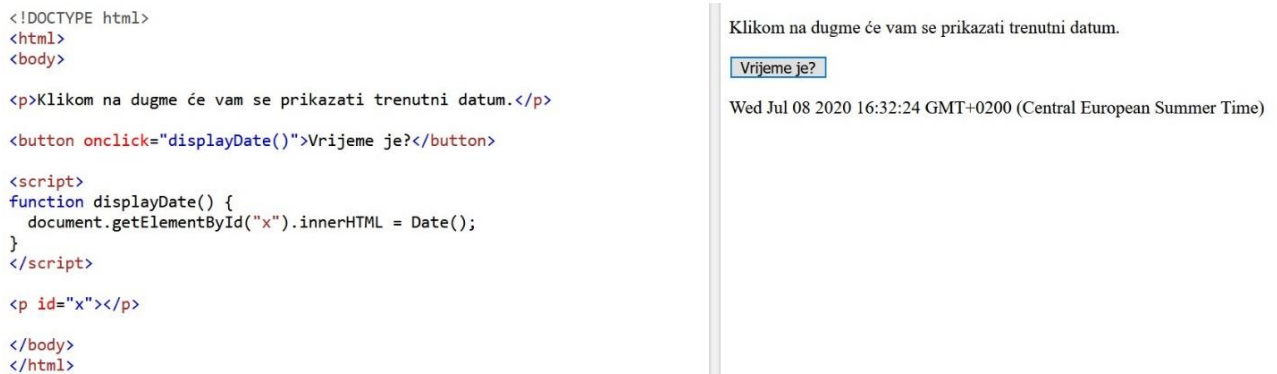 <!DOCTYPE html>
<html>
<body>
<p>Klikom na dugme će vam se prikazati trenutni datum.</p>
<button onclick="displayDate()">Vrijeme je?</button>
<script>
function displayDate() {
  document.getElementById("x").innerHTML = Date();
}
</script>
<p id="x"></p>
</body>
</html>
Klikom na dugme će vam se prikazati trenutni datum.
Vrijeme je?
Wed Jul 08 2020 16:32:24 GMT+0200 (Central European Summer Time)